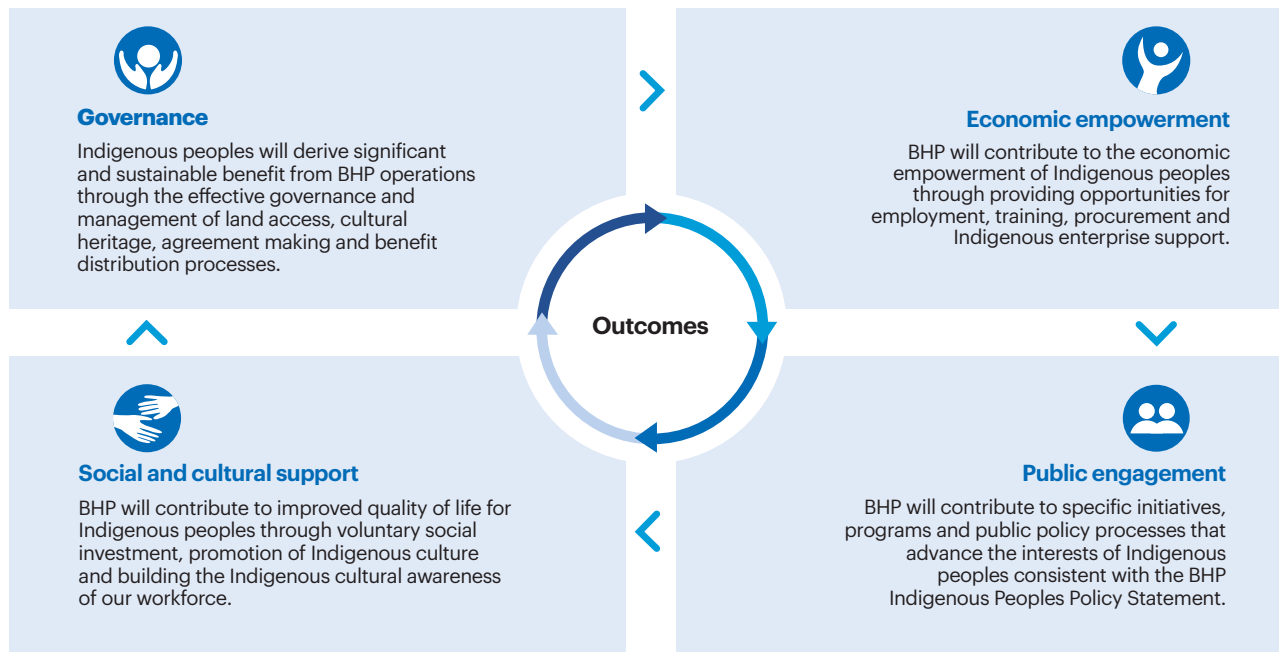 Governance
Indigenous peoples will derive significant
and sustainable benefit from BHP operations
through the effective governance and
management of land access, cultural
heritage, agreement making and benefit
distribution processes.
Economic empowerment
BHP will contribute to the economic
empowerment of Indigenous peoples
through providing opportunities for
employment, training, procurement and
Indigenous enterprise support.
Outcomes
Social and cultural support
BHP will contribute to improved quality of life for
Indigenous peoples through voluntary social
investment, promotion of Indigenous culture
and building the Indigenous cultural awareness
of our workforce.
Public engagement
BHP will contribute to specific initiatives,
programs and public policy processes that
advance the interests of Indigenous
peoples consistent with the BHP
Indigenous Peoples Policy Statement.